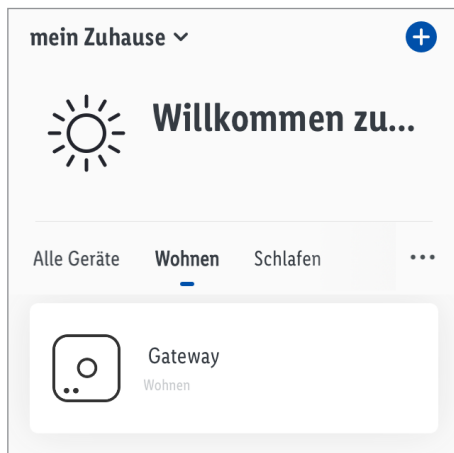 mein Zuhause
Willkommen zu...
Alle Geräte Wohnen Schlafen
Gateway
Wohnen